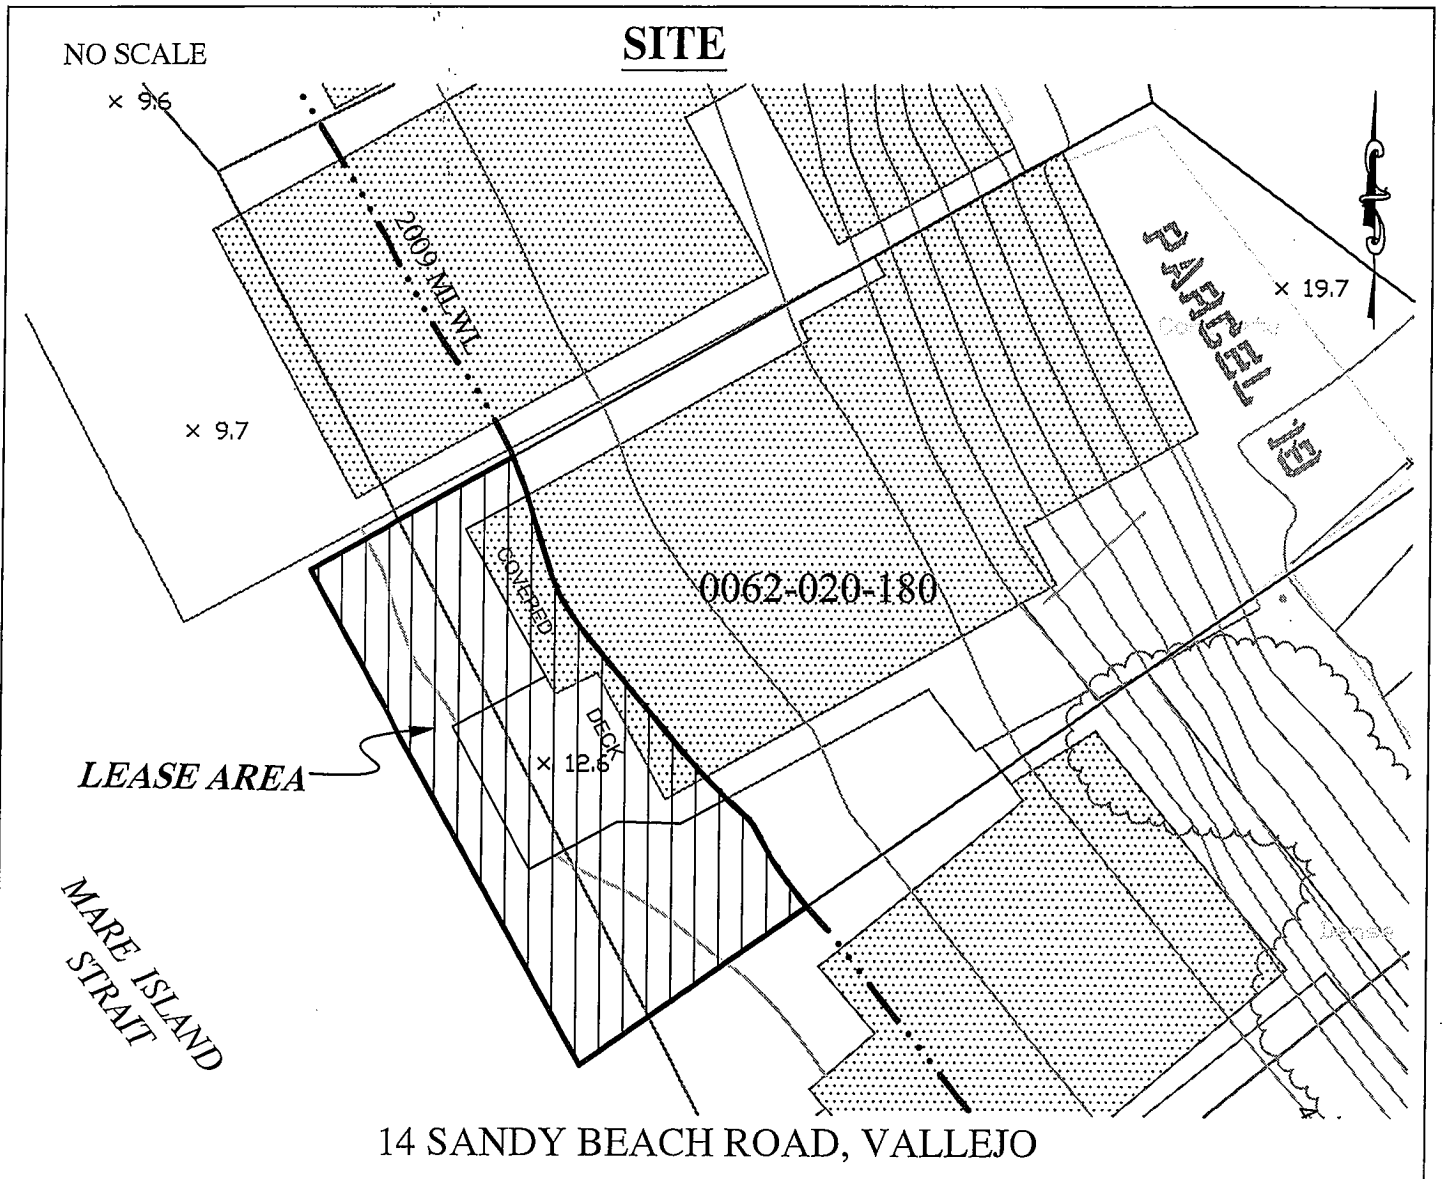 SITE
NO SCALE
× 9.6
2009 MLWL
PARCEL
× 19.7
× 9.7
COVERED
0062-020-180
DECK
× 12.6
LEASE AREA
Dense
MARE ISLAND
STRAIT
14 SANDY BEACH ROAD, VALLEJO